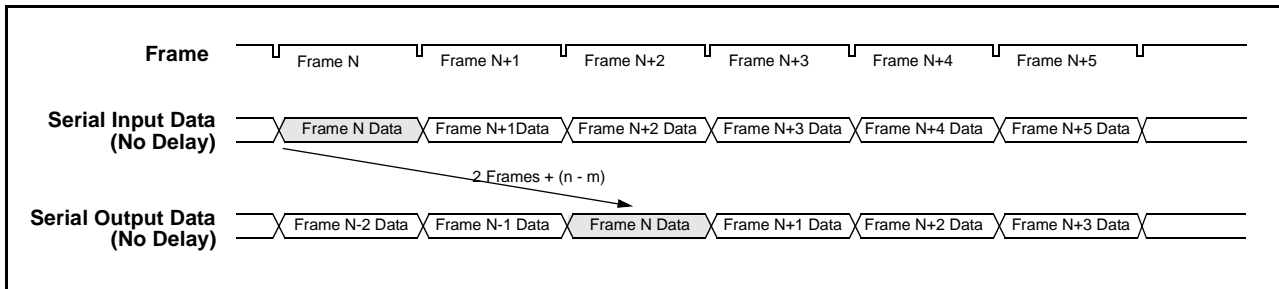 Frame
Frame N
Frame N+1
Frame N+2
Frame N+3
Frame N+4
Frame N+5
Serial Input Data
(No Delay)
Frame N Data
Frame N+1Data
Frame N+2 Data
Frame N+3 Data
Frame N+4 Data
Frame N+5 Data
2 Frames + (n - m)
Serial Output Data
(No Delay)
Frame N-2 Data
Frame N-1 Data
Frame N Data
Frame N+1 Data
Frame N+2 Data
Frame N+3 Data